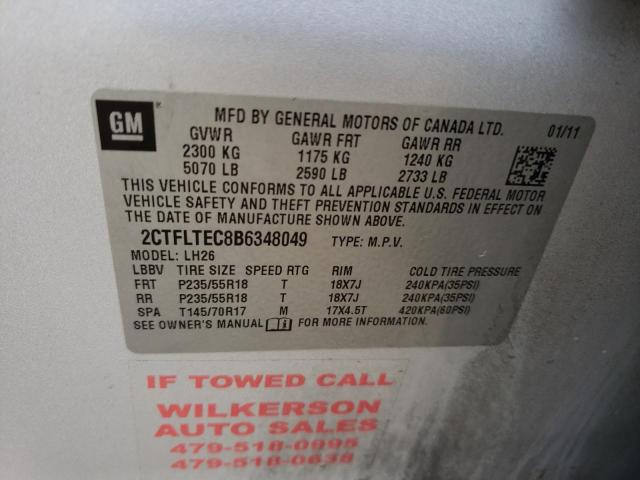 GM
MFD BY GENERAL MOTORS OF CANADA LTD. 01/11
GVWR GAWR FRT GAWR RR
2300 KG 1175 KG 1240 KG
5070 LB 2590 LB 2733 LB
THIS VEHICLE CONFORMS TO ALL APPLICABLE U.S. FEDERAL MOTOR
VEHICLE SAFETY AND THEFT PREVENTION STANDARDS IN EFFECT ON
THE DATE OF MANUFACTURE SHOWN ABOVE.
2CTFLTEC8B6348049 TYPE: M.P.V.
MODEL: LH26
LBBV TIRE SIZE SPEED RTG RIM COLD TIRE PRESSURE
FRT P235/55R18 T 18X7J 240KPA(35PSI)
RR P235/55R18 T 18X7J 240KPA(35PSI)
SPA T145/70R17 M 17X4.5T 420KPA(60PSI)
SEE OWNER'S MANUAL FOR MORE INFORMATION.
IF TOWED CALL
WILKERSON
AUTO SALES
479-518-0995
479-518-0638